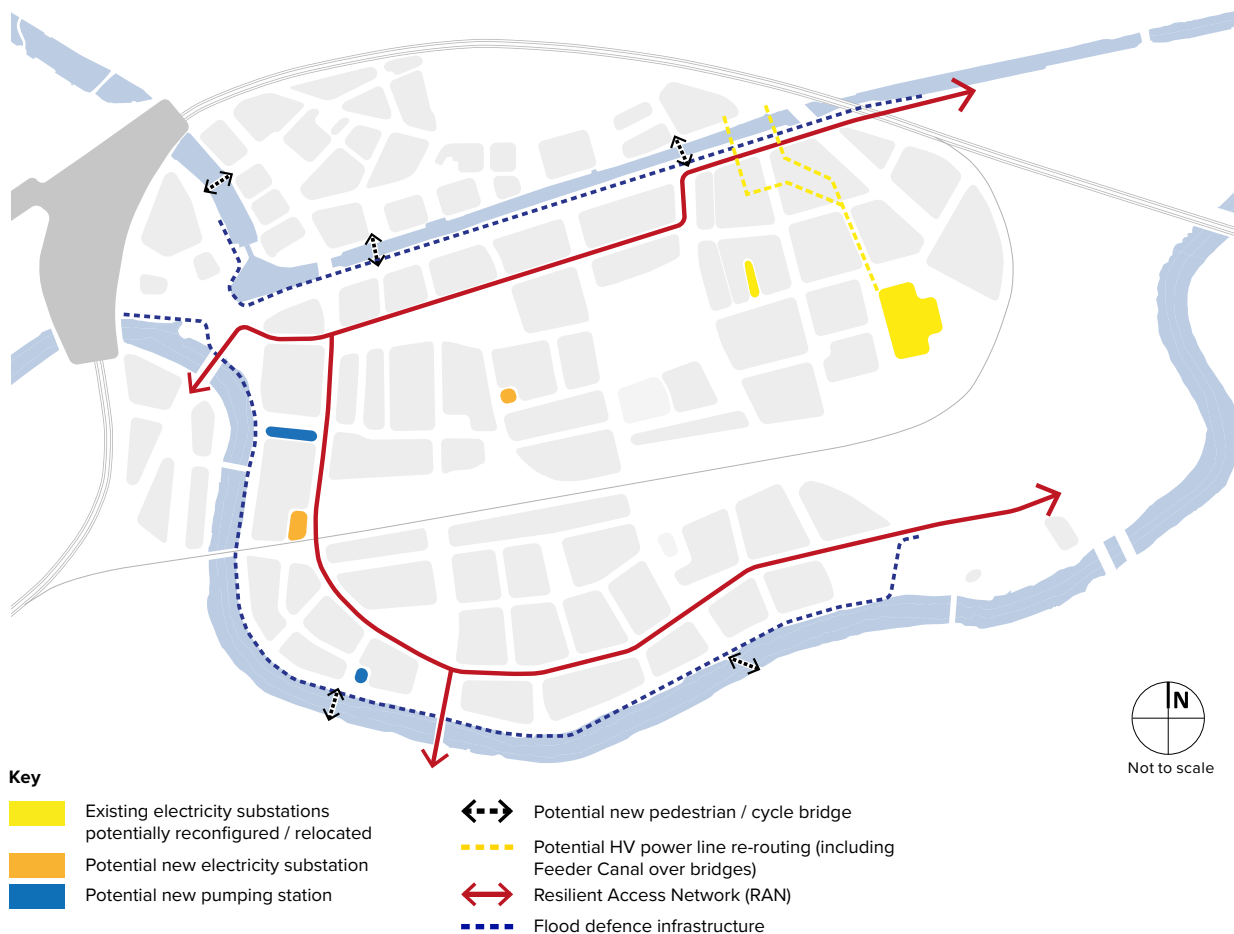 N
Not to scale
Key
Existing electricity substations
potentially reconfigured / relocated
Potential new electricity substation
Potential new pumping station
Potential new pedestrian / cycle bridge
Potential HV power line re-routing (including
Feeder Canal over bridges)
Resilient Access Network (RAN)
Flood defence infrastructure